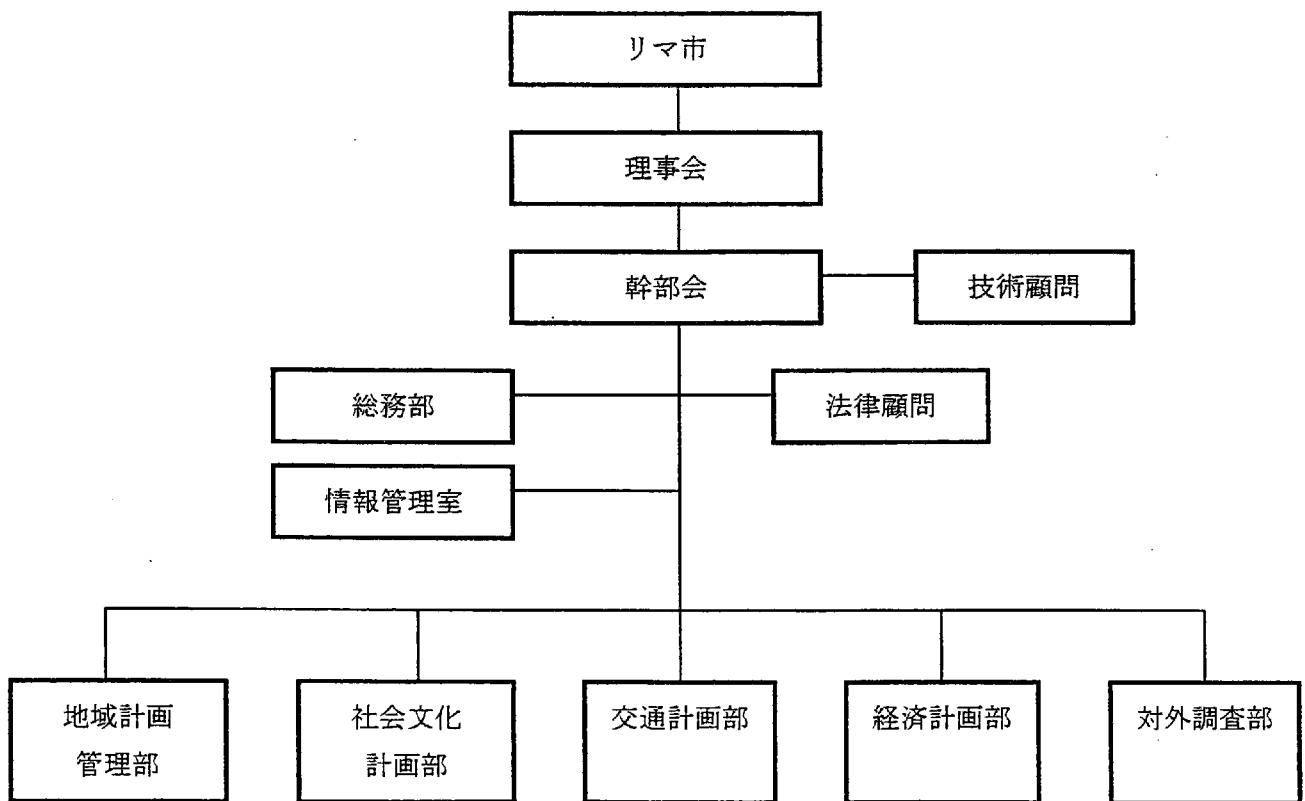 リマ市
理事会
幹部会
技術顧問
総務部
法律顧問
情報管理室
地域計画
管理部
社会文化
計画部
交通計画部
経済計画部
対外調査部